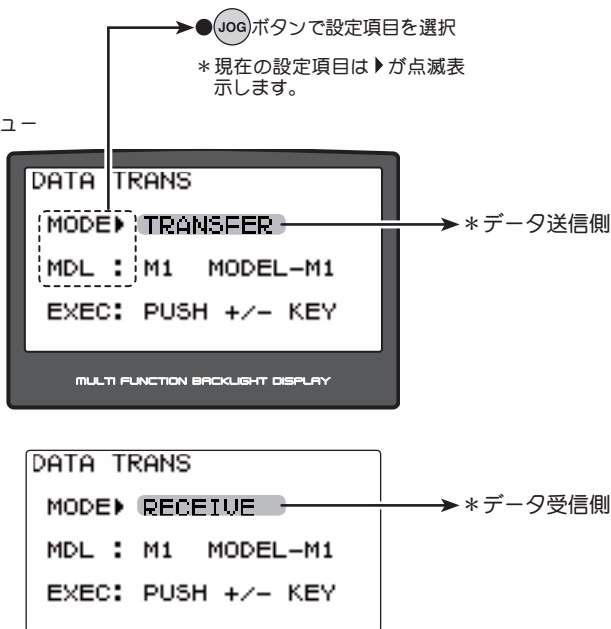 ●JOGボタンで設定項目を選択
＊現在の設定項目は▶が点滅表
示します。
ュー
DATA TRANS
MODE▶ TRANSFER
＊データ送信側
MDL : M1 MODEL-M1
EXEC: PUSH +/- KEY
MULTI FUNCTION BACKLIGHT DISPLAY
DATA TRANS
MODE▶ RECEIVE
＊データ受信側
MDL : M1 MODEL-M1
EXEC: PUSH +/- KEY